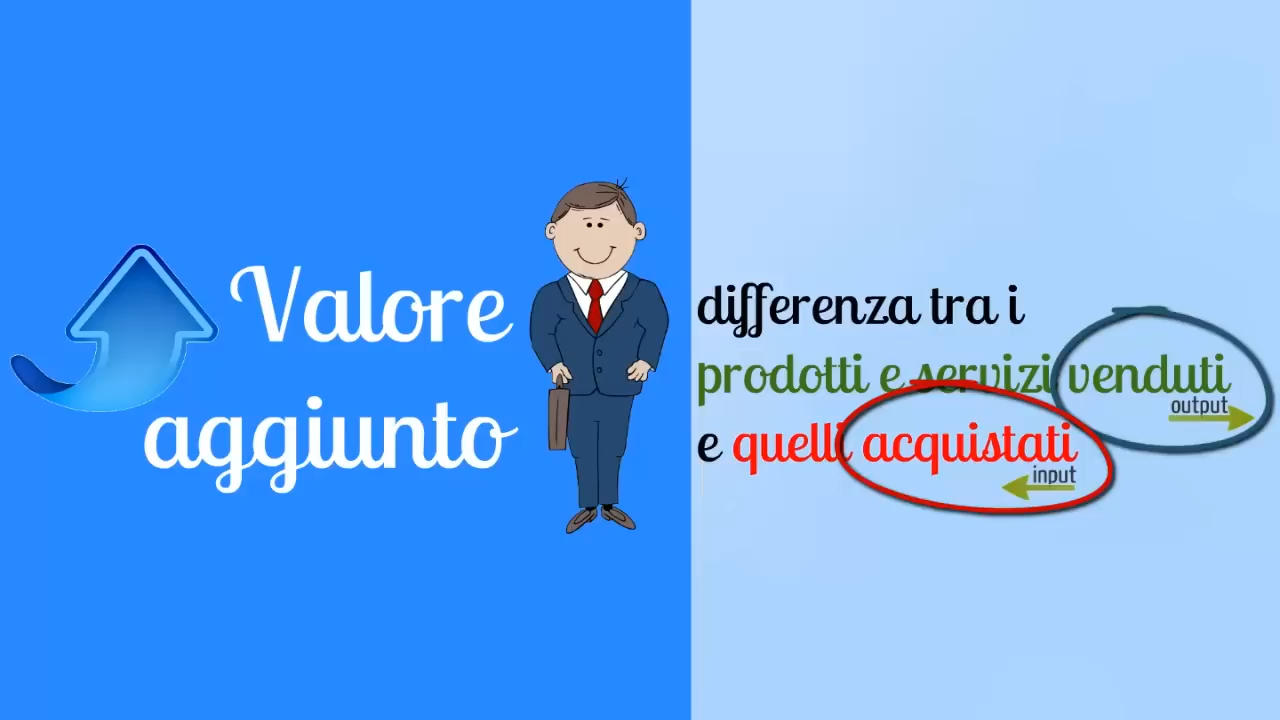 Valore
aggiunto
differenza tra i
prodotti e servizi venduti
output
e quelli acquistati
input